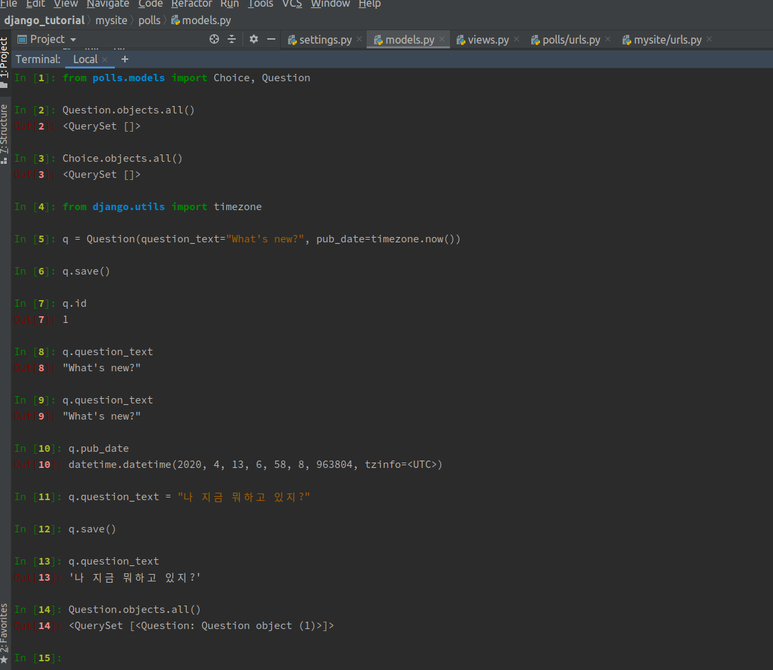 File Edit View Navigate Code Refactor Run Tools VCS Window Help
django_tutorial mysite polls models.py
Project settings.py models.py views.py polls/urls.py mysite/urls.py
1: Project
7: Structure
2: Favorites
Terminal: Local × +
In [1]: from polls.models import Choice, Question
In [2]: Question.objects.all()
Out[2]: <QuerySet []>
In [3]: Choice.objects.all()
Out[3]: <QuerySet []>
In [4]: from django.utils import timezone
In [5]: q = Question(question_text="What's new?", pub_date=timezone.now())
In [6]: q.save()
In [7]: q.id
Out[7]: 1
In [8]: q.question_text
Out[8]: "What's new?"
In [9]: q.question_text
Out[9]: "What's new?"
In [10]: q.pub_date
Out[10]: datetime.datetime(2020, 4, 13, 6, 58, 8, 963804, tzinfo=<UTC>)
In [11]: q.question_text = "나 지금 뭐하고 있지?"
In [12]: q.save()
In [13]: q.question_text
Out[13]: '나 지금 뭐하고 있지?'
In [14]: Question.objects.all()
Out[14]: <QuerySet [<Question: Question object (1)>]>
In [15]: